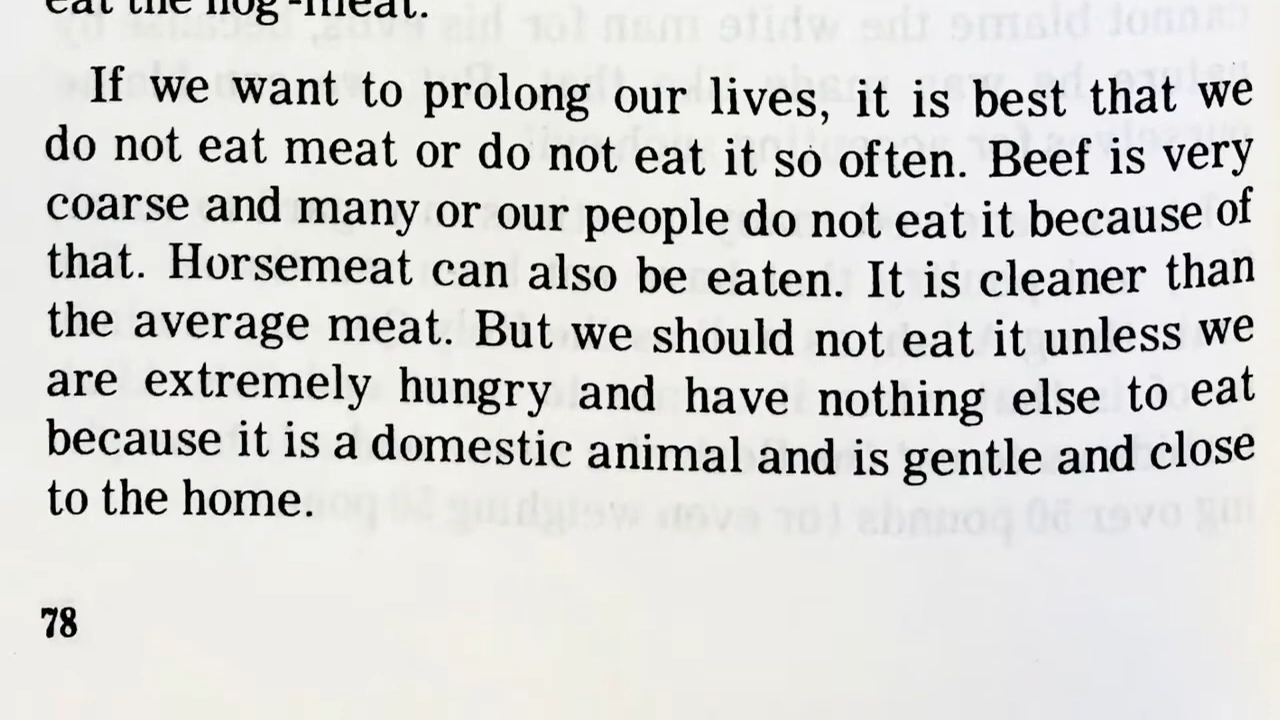 eat the hog-meat.
If we want to prolong our lives, it is best that we
do not eat meat or do not eat it so often. Beef is very
coarse and many or our people do not eat it because of
that. Horsemeat can also be eaten. It is cleaner than
the average meat. But we should not eat it unless we
are extremely hungry and have nothing else to eat
because it is a domestic animal and is gentle and close
to the home.
78